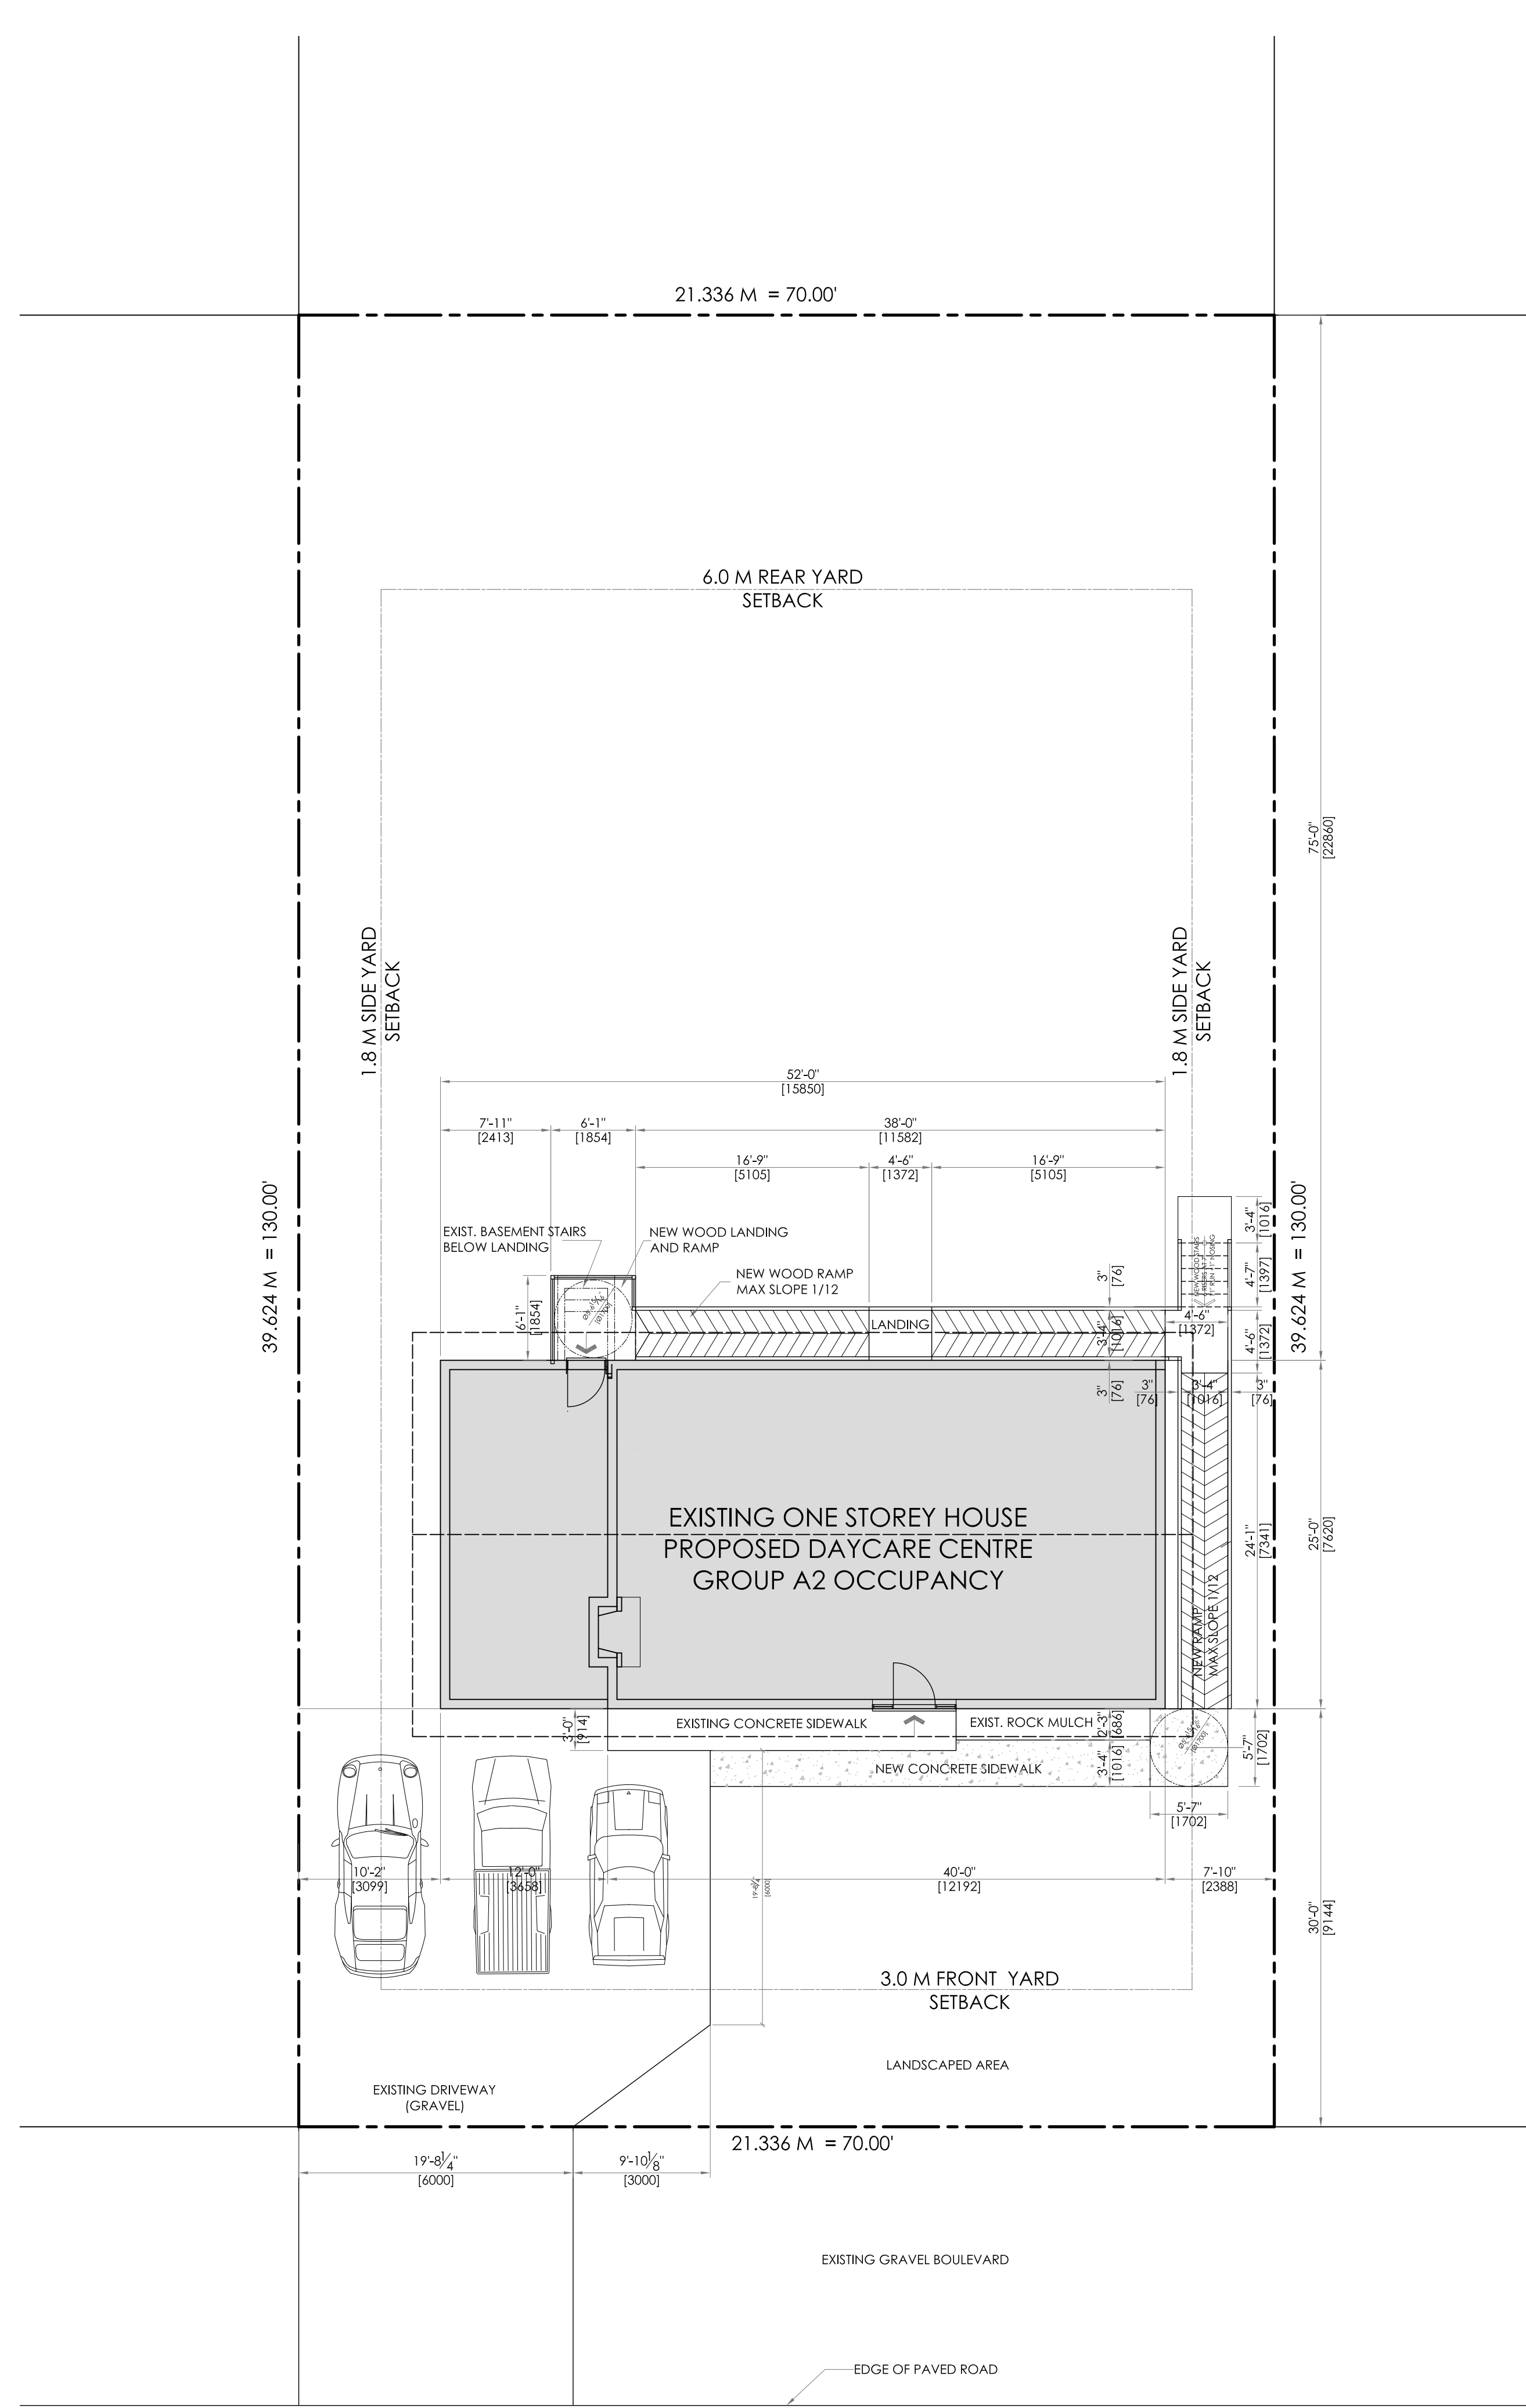 21.336 M = 70.00'
6.0 M REAR YARD
SETBACK
75'-0"
[22860]
1.8 M SIDE YARD
SETBACK
1.8 M SIDE YARD
SETBACK
52'-0"
[15850]
7'-11"
[2413]
6'-1"
[1854]
38'-0"
[11582]
16'-9"
[5105]
4'-6"
[1372]
16'-9"
[5105]
39.624 M = 130.00'
39.624 M = 130.00'
3'-4"
[1016]
EXIST. BASEMENT STAIRS
BELOW LANDING
NEW WOOD LANDING
AND RAMP
NEW WOOD RAMP
MAX SLOPE 1/12
3"
[76]
4'-7"
[1397]
NEW WOOD STAIRS
6'-1"
[1854]
LANDING
3'-4"
[1016]
4'-6"
[1372]
4'-6"
[1372]
3"
[76]
3"
[76]
3'-4"
[1016]
3"
[76]
EXISTING ONE STOREY HOUSE
PROPOSED DAYCARE CENTRE
GROUP A2 OCCUPANCY
24'-1"
[7341]
25'-0"
[7620]
NEW RAMP
MAX SLOPE 1/12
3'-0"
[914]
EXISTING CONCRETE SIDEWALK
EXIST. ROCK MULCH
2'-3"
[686]
3'-4"
[1016]
NEW CONCRETE SIDEWALK
5'-7"
[1702]
5'-7"
[1702]
10'-2"
[3099]
12'-0"
[3658]
19'-8¼"
[6000]
40'-0"
[12192]
7'-10"
[2388]
30'-0"
[9144]
3.0 M FRONT YARD
SETBACK
LANDSCAPED AREA
EXISTING DRIVEWAY
(GRAVEL)
21.336 M = 70.00'
19'-8¼"
[6000]
9'-10⅛"
[3000]
EXISTING GRAVEL BOULEVARD
EDGE OF PAVED ROAD